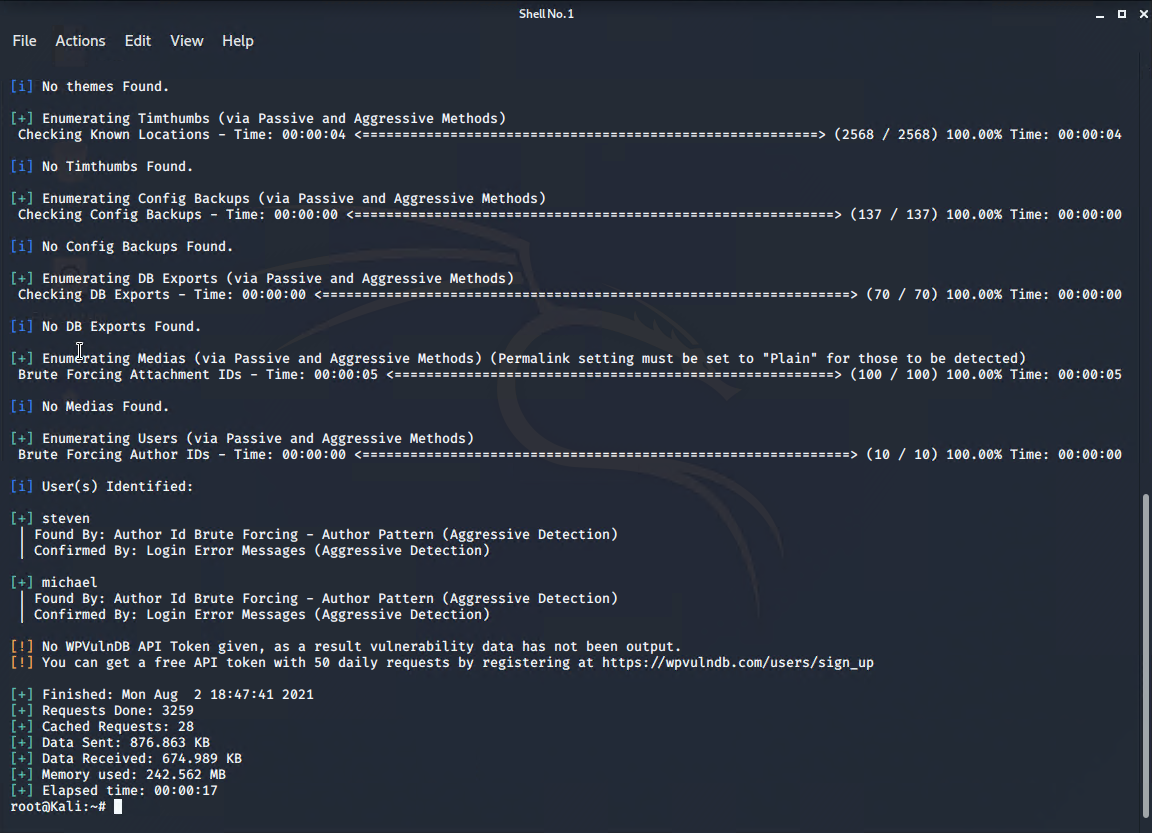 Shell No.1
File Actions Edit View Help
[i] No themes Found.
[+] Enumerating Timthumbs (via Passive and Aggressive Methods)
Checking Known Locations - Time: 00:00:04 <==========================================================> (2568 / 2568) 100.00% Time: 00:00:04
[i] No Timthumbs Found.
[+] Enumerating Config Backups (via Passive and Aggressive Methods)
Checking Config Backups - Time: 00:00:00 <============================================================> (137 / 137) 100.00% Time: 00:00:00
[i] No Config Backups Found.
[+] Enumerating DB Exports (via Passive and Aggressive Methods)
Checking DB Exports - Time: 00:00:00 <==================================================================> (70 / 70) 100.00% Time: 00:00:00
[i] No DB Exports Found.
[+] Enumerating Medias (via Passive and Aggressive Methods) (Permalink setting must be set to "Plain" for those to be detected)
Brute Forcing Attachment IDs - Time: 00:00:05 <=======================================================> (100 / 100) 100.00% Time: 00:00:05
[i] No Medias Found.
[+] Enumerating Users (via Passive and Aggressive Methods)
Brute Forcing Author IDs - Time: 00:00:00 <=============================================================> (10 / 10) 100.00% Time: 00:00:00
[i] User(s) Identified:
[+] steven
| Found By: Author Id Brute Forcing - Author Pattern (Aggressive Detection)
| Confirmed By: Login Error Messages (Aggressive Detection)
[+] michael
| Found By: Author Id Brute Forcing - Author Pattern (Aggressive Detection)
| Confirmed By: Login Error Messages (Aggressive Detection)
[!] No WPVulnDB API Token given, as a result vulnerability data has not been output.
[!] You can get a free API token with 50 daily requests by registering at https://wpvulndb.com/users/sign_up
[+] Finished: Mon Aug  2 18:47:41 2021
[+] Requests Done: 3259
[+] Cached Requests: 28
[+] Data Sent: 876.863 KB
[+] Data Received: 674.989 KB
[+] Memory used: 242.562 MB
[+] Elapsed time: 00:00:17
root@Kali:~#